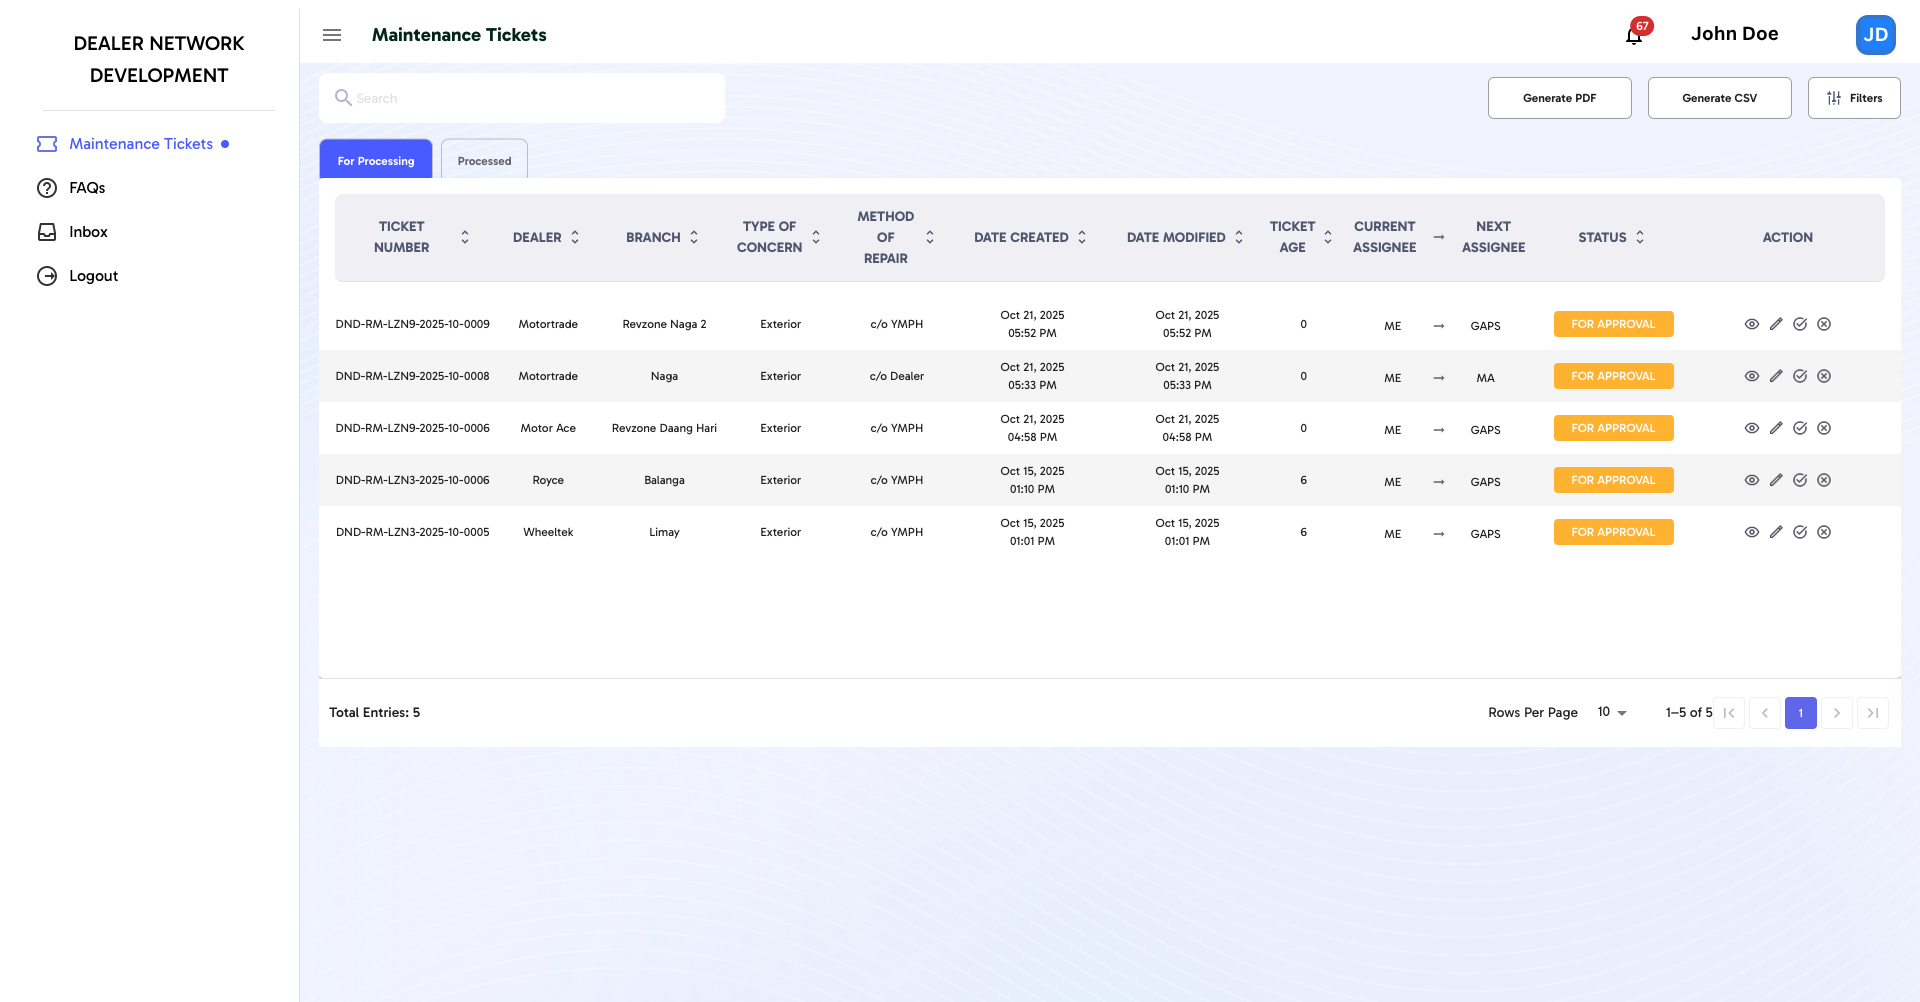 DEALER NETWORK
DEVELOPMENT
Maintenance Tickets
FAQs
Inbox
Logout
Maintenance Tickets
67
John Doe
JD
Search
Generate PDF
Generate CSV
Filters
For Processing
Processed
TICKET NUMBER DEALER BRANCH TYPE OF CONCERN METHOD OF REPAIR DATE CREATED DATE MODIFIED TICKET AGE CURRENT ASSIGNEE → NEXT ASSIGNEE STATUS ACTION
DND-RM-LZN9-2025-10-0009 Motortrade Revzone Naga 2 Exterior c/o YMPH Oct 21, 2025 05:52 PM Oct 21, 2025 05:52 PM 0 ME → GAPS FOR APPROVAL
DND-RM-LZN9-2025-10-0008 Motortrade Naga Exterior c/o Dealer Oct 21, 2025 05:33 PM Oct 21, 2025 05:33 PM 0 ME → MA FOR APPROVAL
DND-RM-LZN9-2025-10-0006 Motor Ace Revzone Daang Hari Exterior c/o YMPH Oct 21, 2025 04:58 PM Oct 21, 2025 04:58 PM 0 ME → GAPS FOR APPROVAL
DND-RM-LZN3-2025-10-0006 Royce Balanga Exterior c/o YMPH Oct 15, 2025 01:10 PM Oct 15, 2025 01:10 PM 6 ME → GAPS FOR APPROVAL
DND-RM-LZN3-2025-10-0005 Wheeltek Limay Exterior c/o YMPH Oct 15, 2025 01:01 PM Oct 15, 2025 01:01 PM 6 ME → GAPS FOR APPROVAL
Total Entries: 5
Rows Per Page 10 1–5 of 5 1